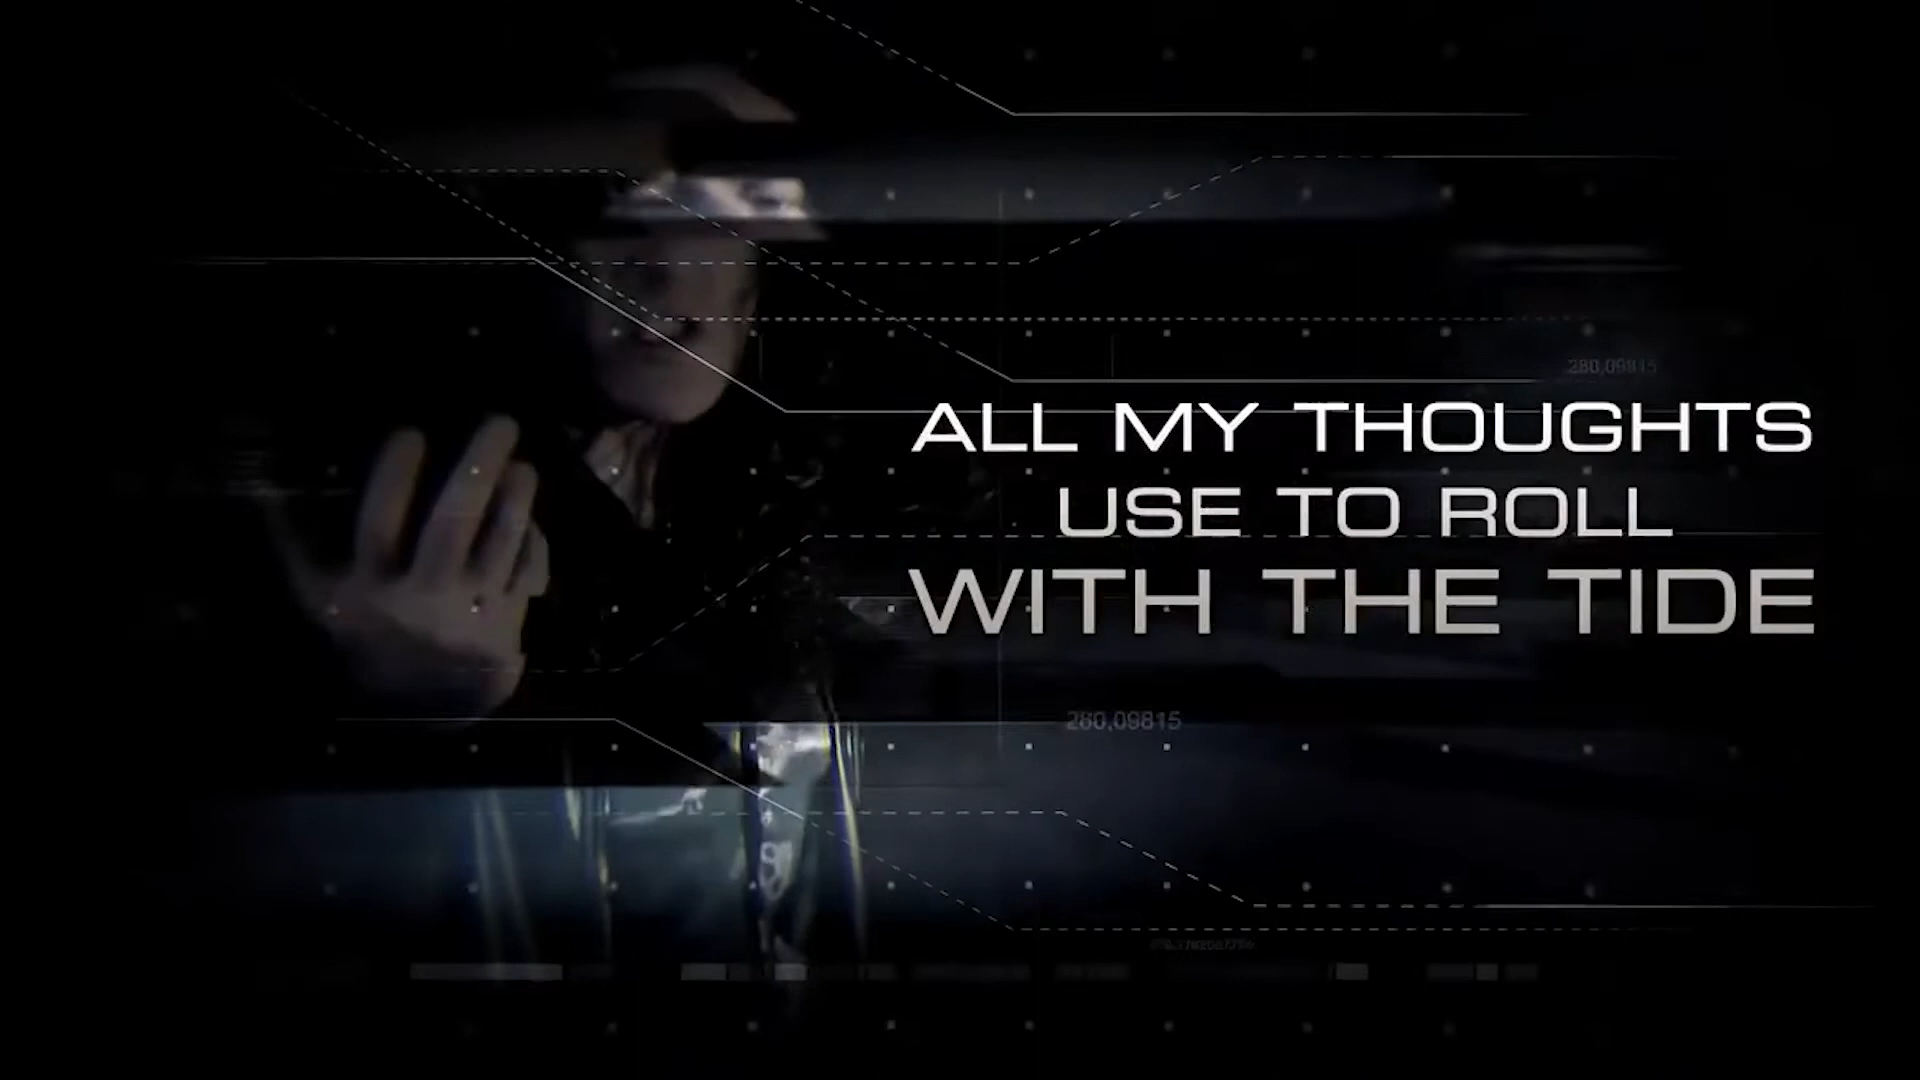 280,09815
ALL MY THOUGHTS
USE TO ROLL
WITH THE TIDE
280,09815